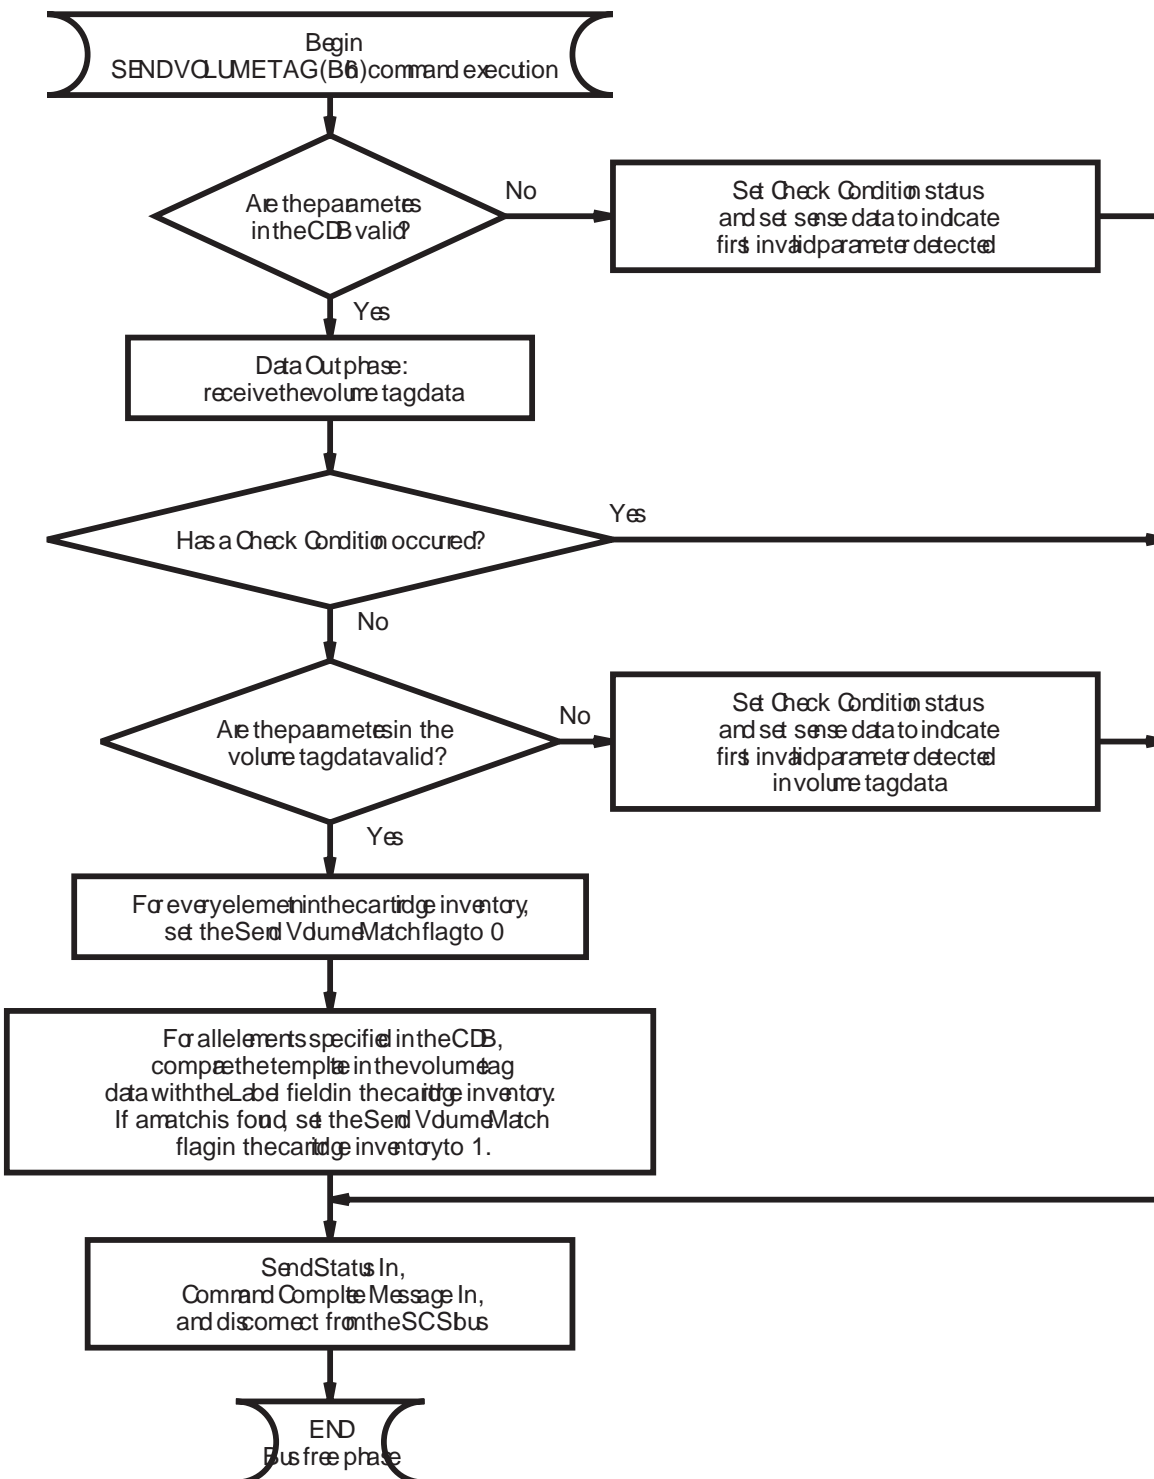 Begin
SEND VOLUME TAG (B6h) command execution
Are the parameters
in the CDB valid?
No
Set Check Condition status
and set sense data to indicate
first invalid parameter detected
Yes
Data Out phase:
receive the volume tag data
Has a Check Condition occurred?
Yes
No
Are the parameters in the
volume tag data valid?
No
Set Check Condition status
and set sense data to indicate
first invalid parameter detected
in volume tag data
Yes
For every element in the cartridge inventory,
set the Send Volume Match flag to 0
For all elements specified in the CDB,
compare the template in the volume tag
data with the Label field in the cartridge inventory.
If a match is found, set the Send Volume Match
flag in the cartridge inventory to 1.
Send Status In,
Command Complete Message In,
and disconnect from the SCSI bus
END
Bus free phase